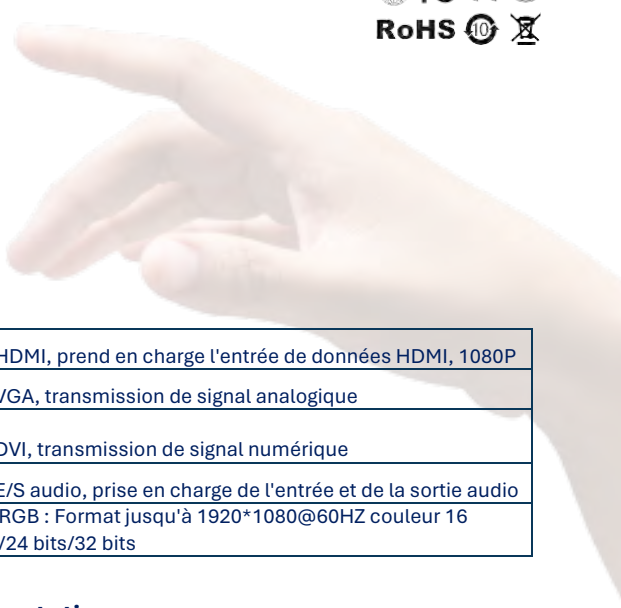 RoHS 10
HDMI, prend en charge l'entrée de données HDMI, 1080P
VGA, transmission de signal analogique
DVI, transmission de signal numérique
E/S audio, prise en charge de l'entrée et de la sortie audio
RGB : Format jusqu'à 1920*1080@60HZ couleur 16
/24 bits/32 bits